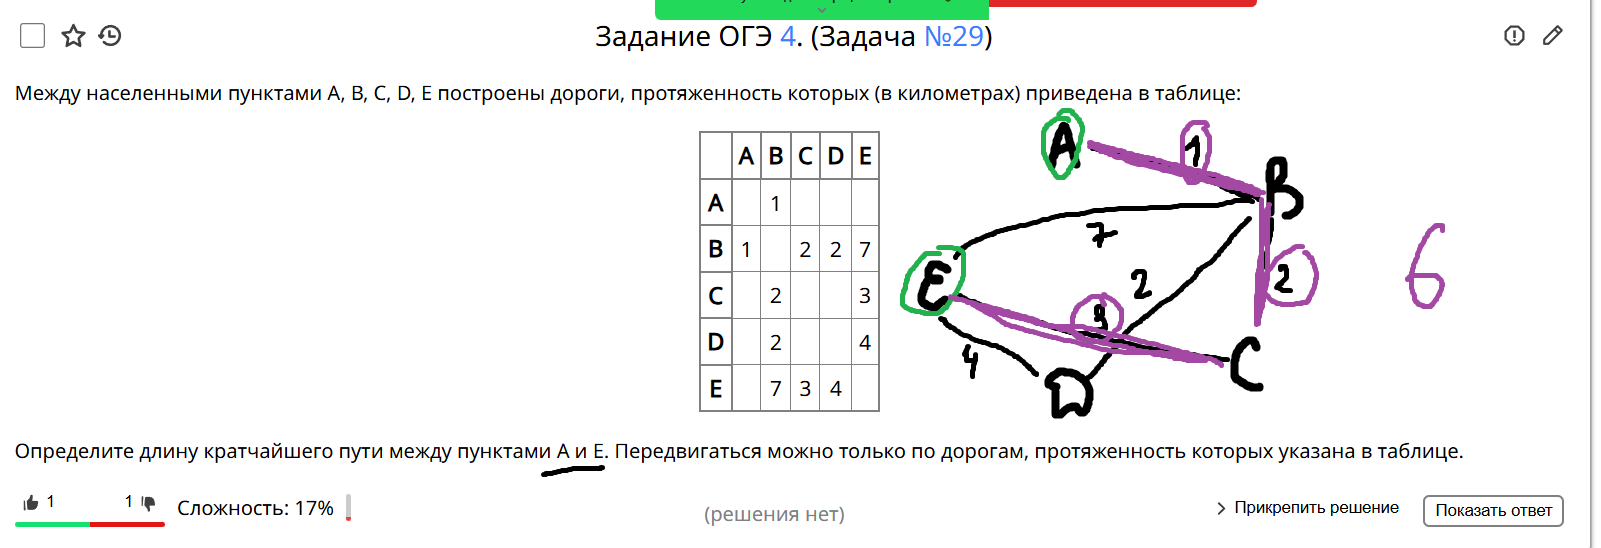 Задание ОГЭ 4. (Задача №29)
Между населенными пунктами A, B, C, D, E построены дороги, протяженность которых (в километрах) приведена в таблице:
A B C D E
A 1
B 1 2 2 7
C 2 3
D 2 4
E 7 3 4
A
1
B
7
E
2
2
6
3
4
C
D
Определите длину кратчайшего пути между пунктами А и Е. Передвигаться можно только по дорогам, протяженность которых указана в таблице.
1 1 Сложность: 17%
(решения нет)
Прикрепить решение
Показать ответ